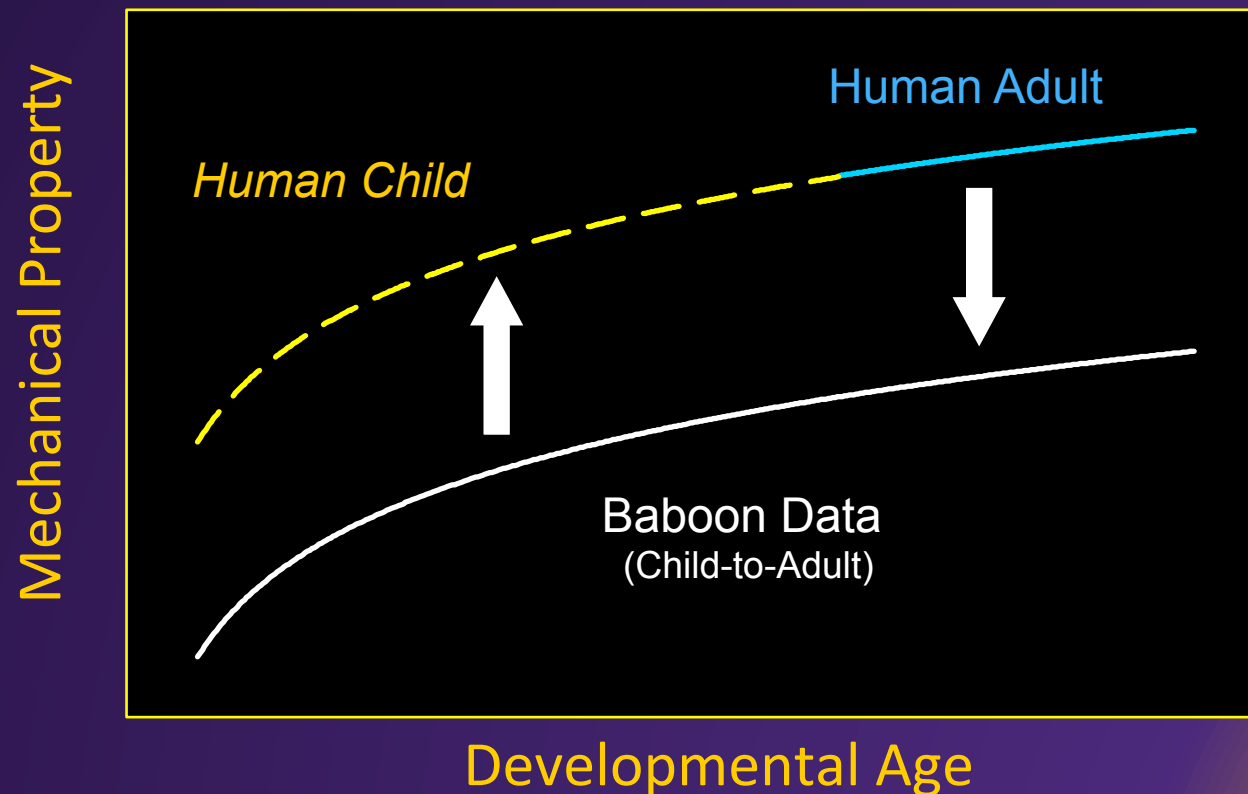 Mechanical Property
Human Adult
Human Child
Baboon Data
(Child-to-Adult)
Developmental Age